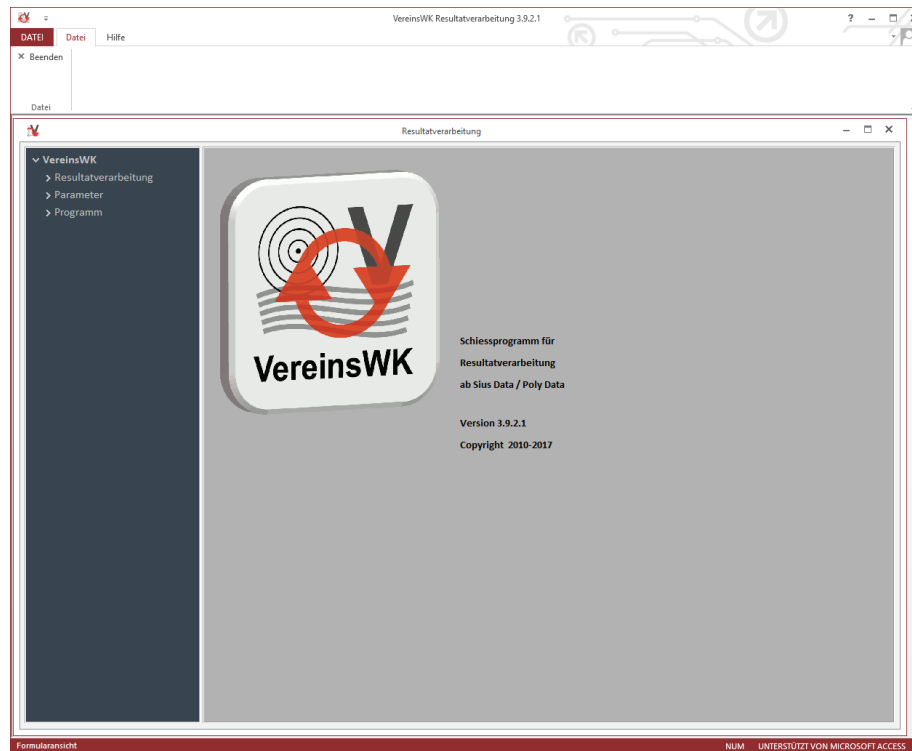 VereinsWK Resultatverarbeitung 3.9.2.1
DATEI Datei Hilfe
Beenden
Datei
Resultatverarbeitung
VereinsWK
Resultatverarbeitung
Parameter
Programm
V
VereinsWK
Schiessprogramm für
Resultatverarbeitung
ab Sius Data / Poly Data
Version 3.9.2.1
Copyright 2010-2017
Formularansicht
NUM UNTERSTÜTZT VON MICROSOFT ACCESS